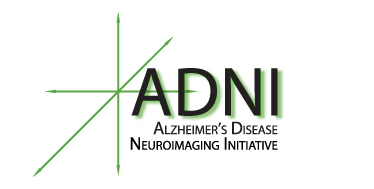 ADNI
Alzheimer's Disease
Neuroimaging Initiative